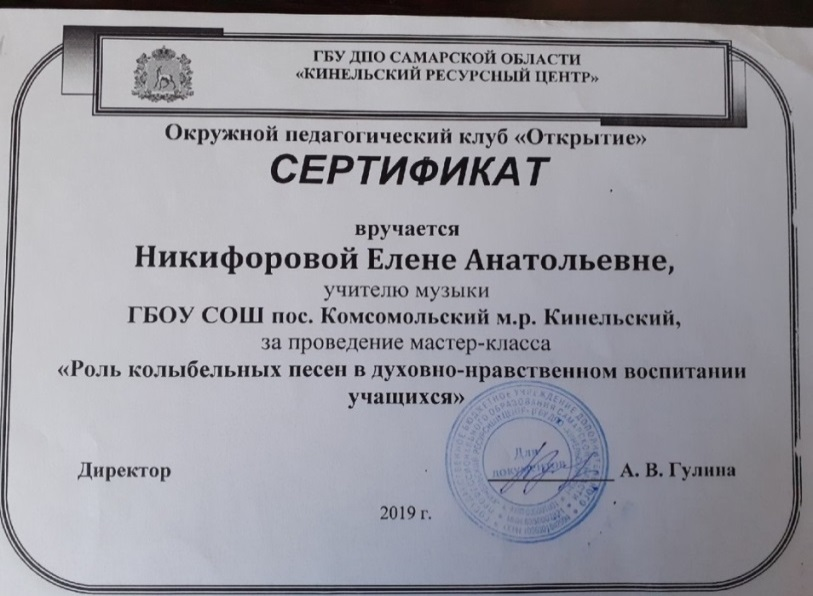 ГБУ ДПО САМАРСКОЙ ОБЛАСТИ
«КИНЕЛЬСКИЙ РЕСУРСНЫЙ ЦЕНТР»
Окружной педагогический клуб «Открытие»
СЕРТИФИКАТ
вручается
Никифоровой Елене Анатольевне,
учителю музыки
ГБОУ СОШ пос. Комсомольский м.р. Кинельский,
за проведение мастер-класса
«Роль колыбельных песен в духовно-нравственном воспитании
учащихся»
Для
документов
Директор А. В. Гулина
2019 г.